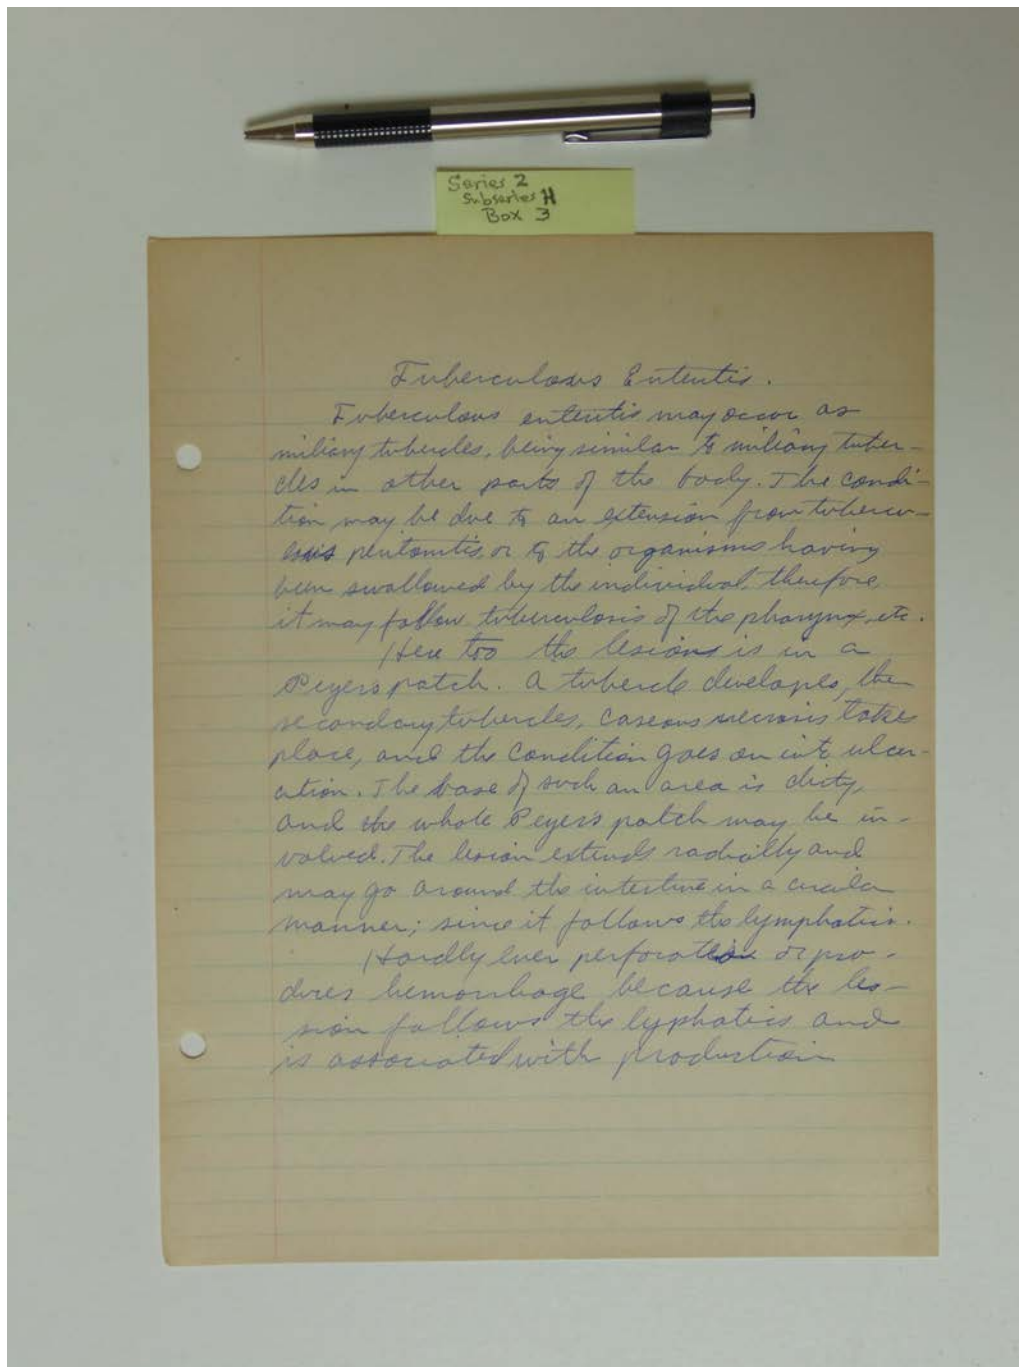 Series 2
Subseries H
Box 3
Tuberculous Enteritis.
Tuberculous enteritis may occur as
miliary tubercles, being similar to miliary tuber-
cles in other parts of the body. The condi-
tion may be due to an extension from tubercu-
peritonitis, or to the organisms having
been swallowed by the individual, therefore,
it may follow tuberculosis of the pharynx, etc.
Here too the lesions is in a
Peyers patch. A tubercle developes, then
secondary tubercles, caseous necrosis takes
place, and the condition goes on into ulcer-
ation. The base of such an area is dirty,
and the whole Peyers patch may be in-
volved. The lesion extends radially and
may go around the intestine in a circular
manner; since it follows the lymphatics.
Hardly ever perforates or pro-
duces hemorrhage because the les-
sion follows the lyphatics and
is associated with production